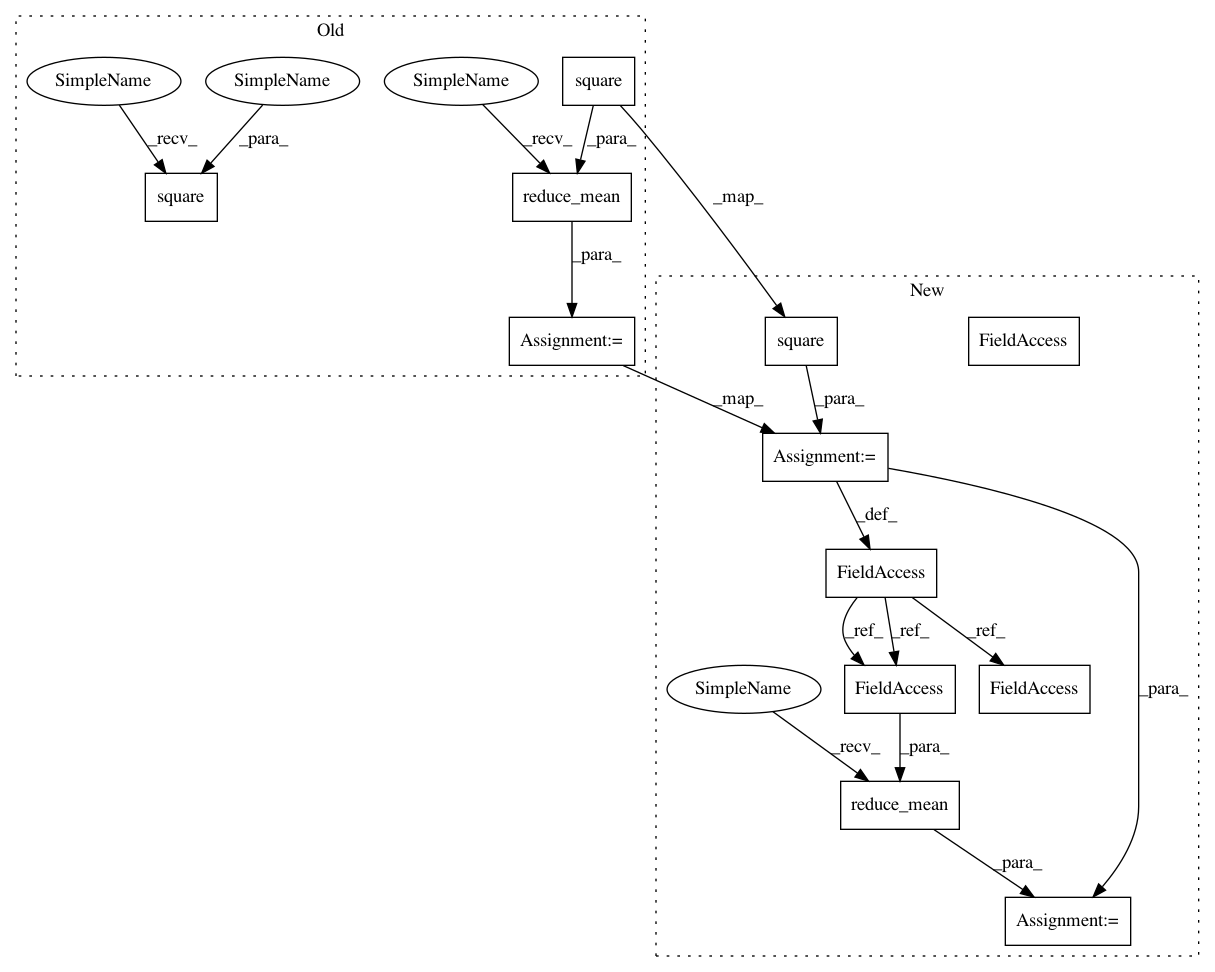 Old
SimpleName
SimpleName
SimpleName
square
_recv_
_para_
_recv_
_para_
square
reduce_mean
_map_
_para_
New
Assignment:=
square
FieldAccess
_map_
_para_
Assignment:=
_def_
FieldAccess
_ref_
_ref_
_ref_
SimpleName
FieldAccess
FieldAccess
_para_
_recv_
_para_
reduce_mean
_para_
Assignment:=